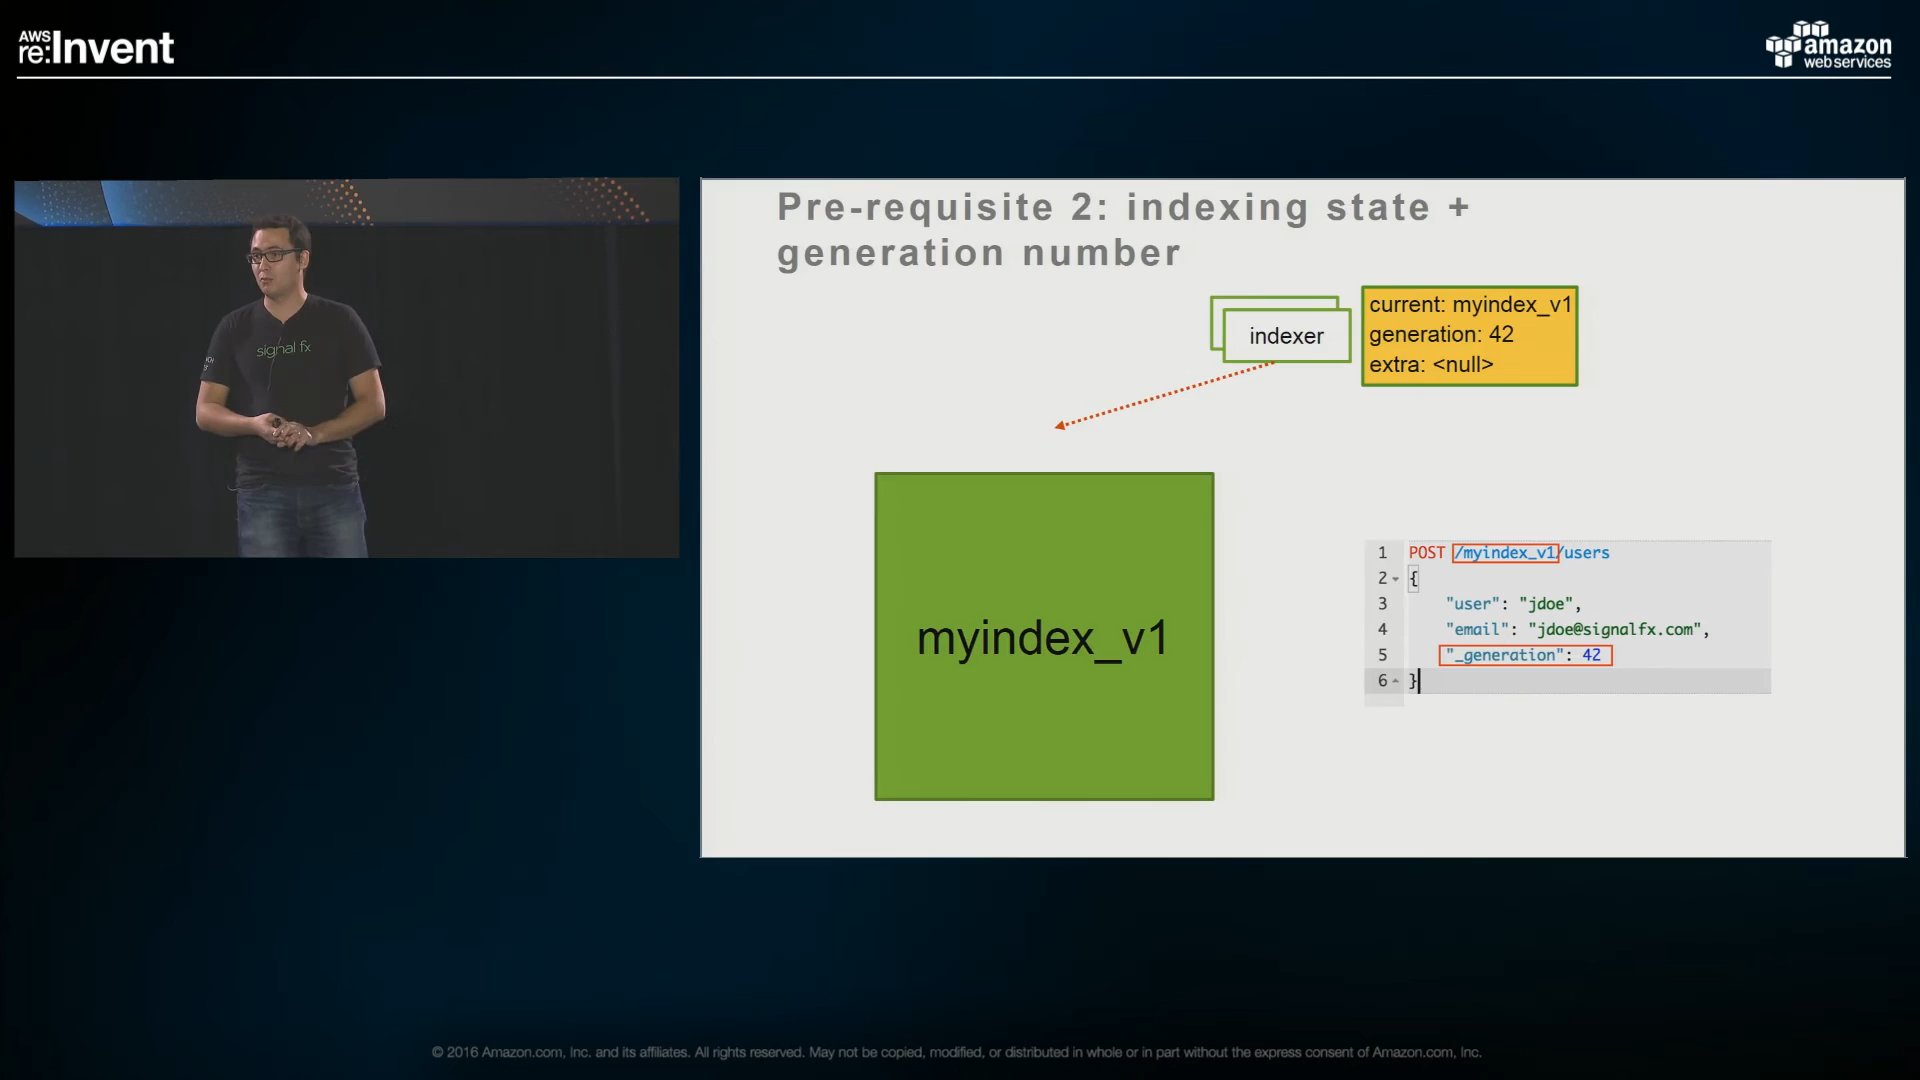 AWS
re:Invent
amazon
web services
signal fx
Pre-requisite 2: indexing state +
generation number
indexer
current: myindex_v1
generation: 42
extra: <null>
myindex_v1
1 POST /myindex_v1/users
2 {
3 "user": "jdoe",
4 "email": "jdoe@signalfx.com",
5 "_generation": 42
6 }
© 2016 Amazon.com, Inc. and its affiliates. All rights reserved. May not be copied, modified, or distributed in whole or in part without the express consent of Amazon.com, Inc.